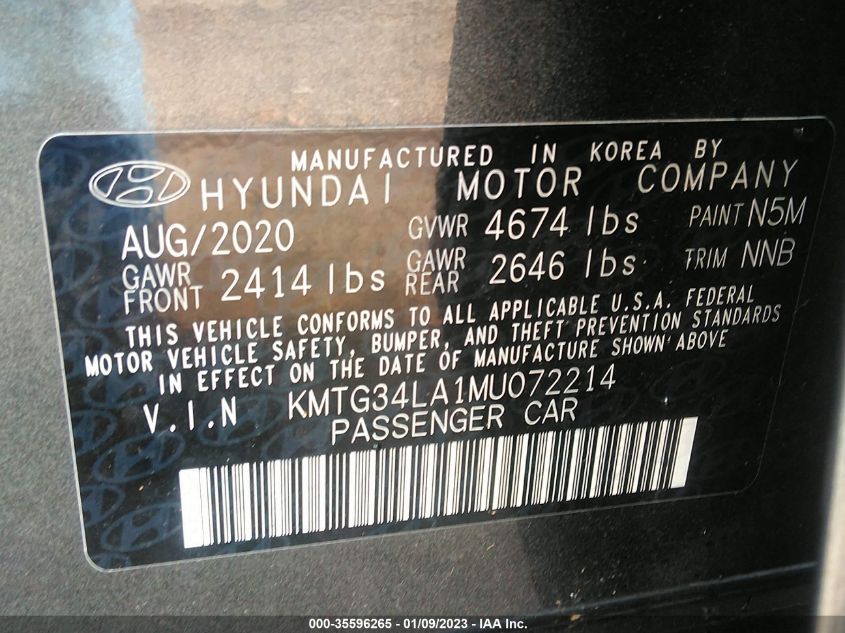 MANUFACTURED IN KOREA BY
HYUNDAI MOTOR COMPANY
AUG/2020 GVWR 4674 lbs PAINT N5M
GAWR FRONT 2414 lbs GAWR REAR 2646 lbs TRIM NNB
THIS VEHICLE CONFORMS TO ALL APPLICABLE U.S.A. FEDERAL
MOTOR VEHICLE SAFETY, BUMPER, AND THEFT PREVENTION STANDARDS
IN EFFECT ON THE DATE OF MANUFACTURE SHOWN ABOVE
V.I.N KMTG34LA1MU072214
PASSENGER CAR
000-35596265 - 01/09/2023 - IAA Inc.